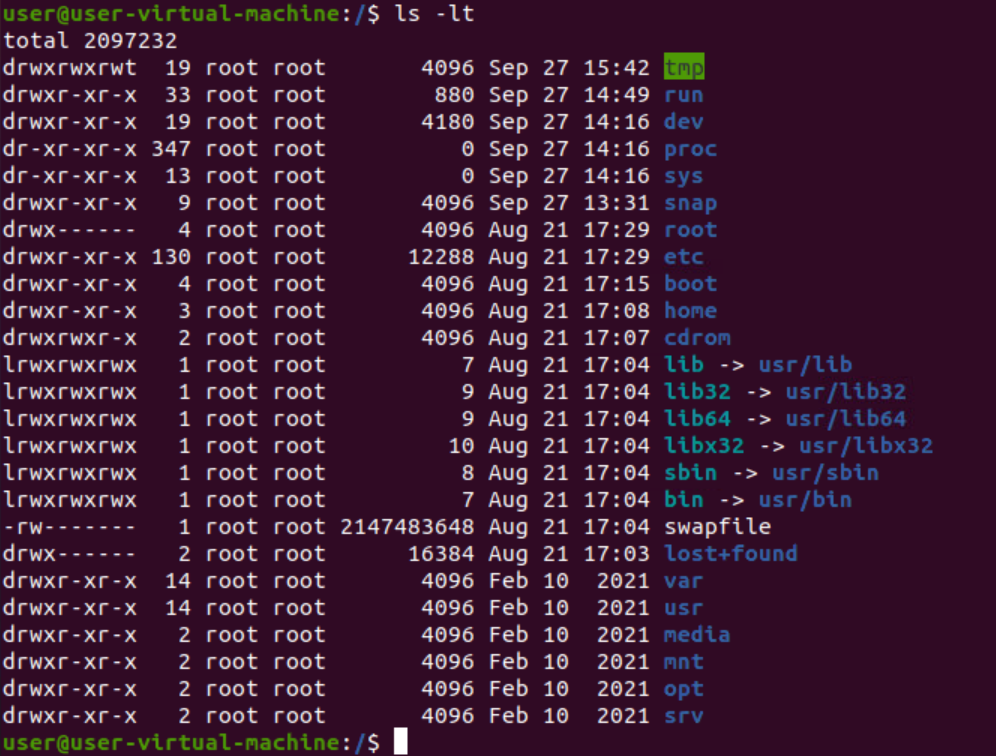 user@user-virtual-machine:/$ ls -lt
total 2097232
drwxrwxrwt  19 root root       4096 Sep 27 15:42 tmp
drwxr-xr-x  33 root root        880 Sep 27 14:49 run
drwxr-xr-x  19 root root       4180 Sep 27 14:16 dev
dr-xr-xr-x 347 root root          0 Sep 27 14:16 proc
dr-xr-xr-x  13 root root          0 Sep 27 14:16 sys
drwxr-xr-x   9 root root       4096 Sep 27 13:31 snap
drwx------   4 root root       4096 Aug 21 17:29 root
drwxr-xr-x 130 root root      12288 Aug 21 17:29 etc
drwxr-xr-x   4 root root       4096 Aug 21 17:15 boot
drwxr-xr-x   3 root root       4096 Aug 21 17:08 home
drwxrwxr-x   2 root root       4096 Aug 21 17:07 cdrom
lrwxrwxrwx   1 root root          7 Aug 21 17:04 lib -> usr/lib
lrwxrwxrwx   1 root root          9 Aug 21 17:04 lib32 -> usr/lib32
lrwxrwxrwx   1 root root          9 Aug 21 17:04 lib64 -> usr/lib64
lrwxrwxrwx   1 root root         10 Aug 21 17:04 libx32 -> usr/libx32
lrwxrwxrwx   1 root root          8 Aug 21 17:04 sbin -> usr/sbin
lrwxrwxrwx   1 root root          7 Aug 21 17:04 bin -> usr/bin
-rw-------   1 root root 2147483648 Aug 21 17:04 swapfile
drwx------   2 root root      16384 Aug 21 17:03 lost+found
drwxr-xr-x  14 root root       4096 Feb 10  2021 var
drwxr-xr-x  14 root root       4096 Feb 10  2021 usr
drwxr-xr-x   2 root root       4096 Feb 10  2021 media
drwxr-xr-x   2 root root       4096 Feb 10  2021 mnt
drwxr-xr-x   2 root root       4096 Feb 10  2021 opt
drwxr-xr-x   2 root root       4096 Feb 10  2021 srv
user@user-virtual-machine:/$